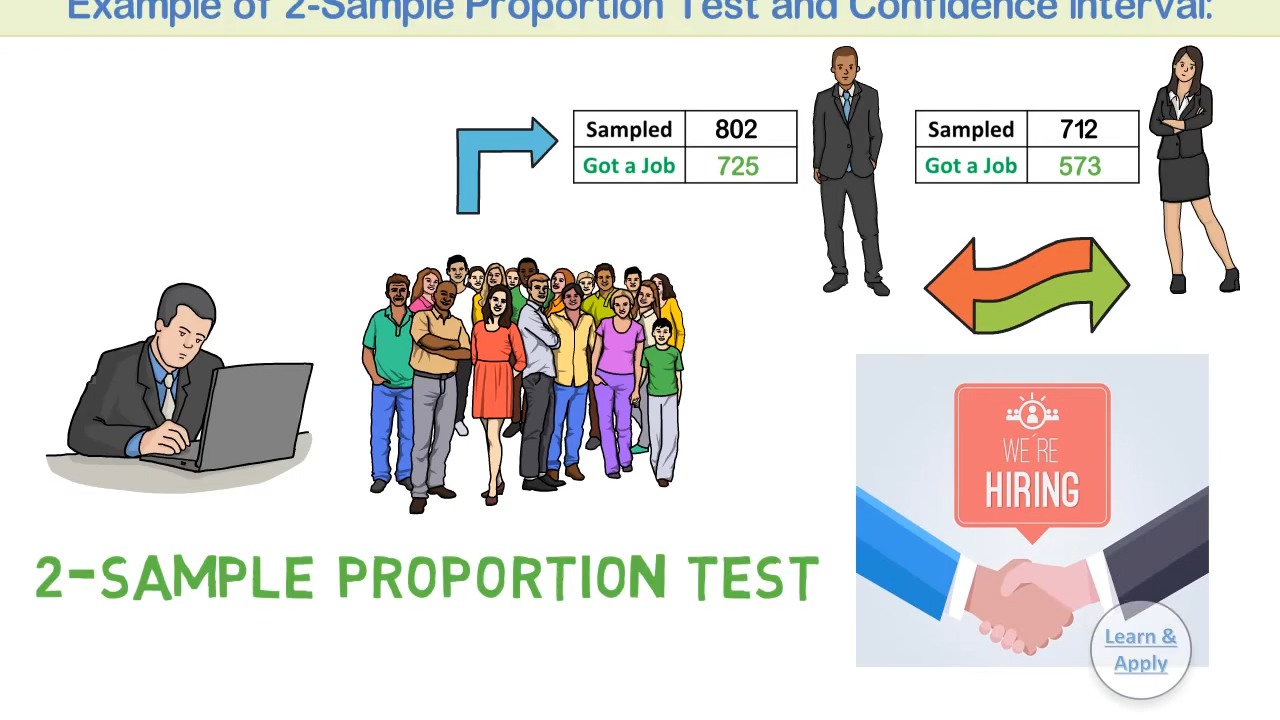 Example of 2-Sample Proportion Test and Confidence Interval:
Sampled 802
Got a Job 725
Sampled 712
Got a Job 573
WE'RE
HIRING
2-SAMPLE PROPORTION TEST
Learn &
Apply